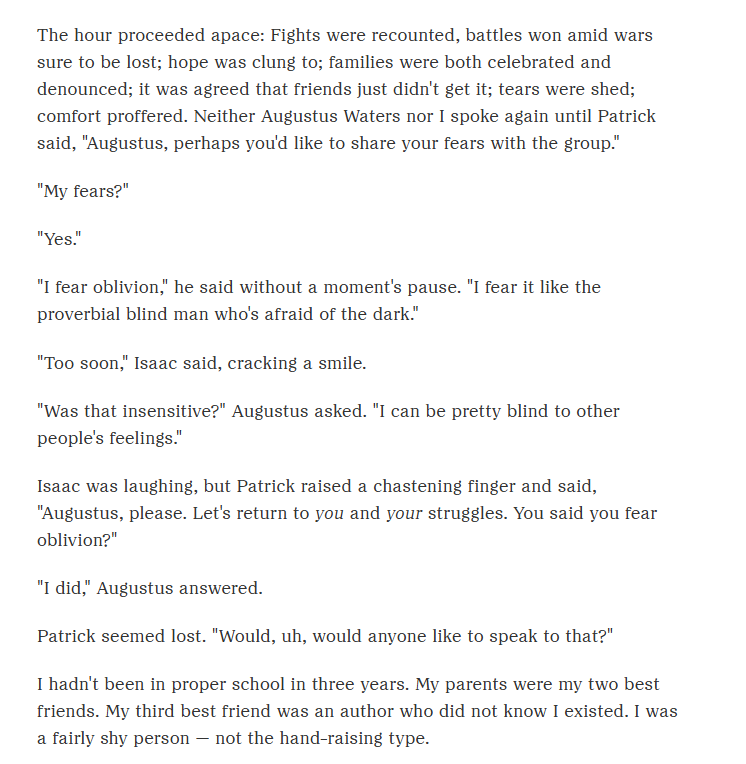 The hour proceeded apace: Fights were recounted, battles won amid wars
sure to be lost; hope was clung to; families were both celebrated and
denounced; it was agreed that friends just didn't get it; tears were shed;
comfort proffered. Neither Augustus Waters nor I spoke again until Patrick
said, "Augustus, perhaps you'd like to share your fears with the group."
"My fears?"
"Yes."
"I fear oblivion," he said without a moment's pause. "I fear it like the
proverbial blind man who's afraid of the dark."
"Too soon," Isaac said, cracking a smile.
"Was that insensitive?" Augustus asked. "I can be pretty blind to other
people's feelings."
Isaac was laughing, but Patrick raised a chastening finger and said,
"Augustus, please. Let's return to you and your struggles. You said you fear
oblivion?"
"I did," Augustus answered.
Patrick seemed lost. "Would, uh, would anyone like to speak to that?"
I hadn't been in proper school in three years. My parents were my two best
friends. My third best friend was an author who did not know I existed. I was
a fairly shy person — not the hand-raising type.